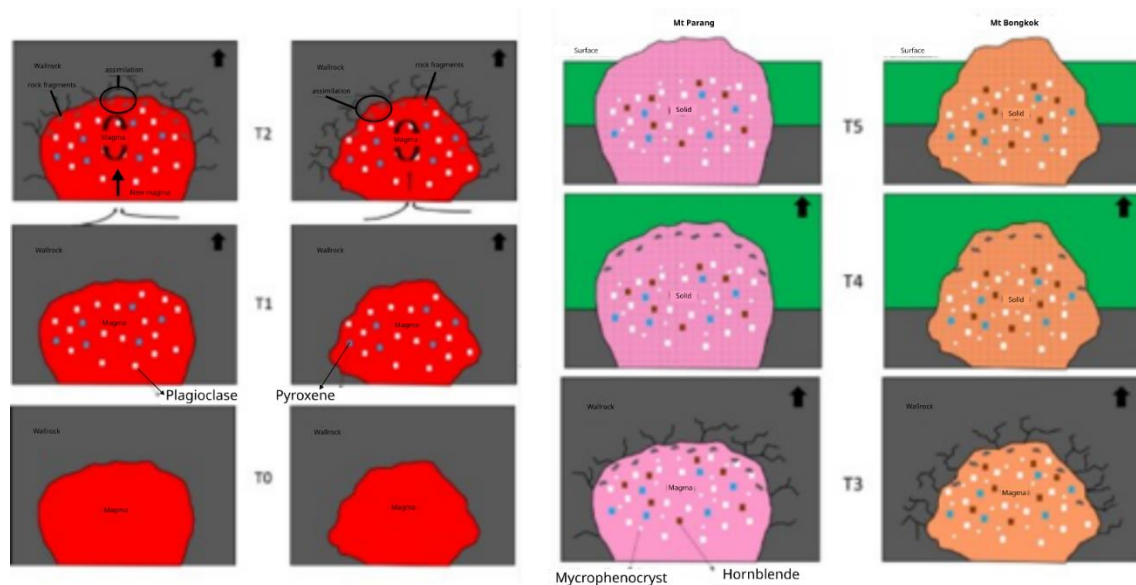 Mt Parang
Mt Bongkok
Wallrock
assimilation
rock fragments
Magma
New magma
T2
Wallrock
rock fragments
assimilation
Magma
Surface
Solid
T5
Surface
Solid
Wallrock
Magma
T1
Wallrock
Magma
Plagioclase
Pyroxene
Solid
T4
Solid
Wallrock
Magma
T0
Wallrock
Magma
Wallrock
Magma
T3
Wallrock
Magma
Mycrophenocryst
Hornblende